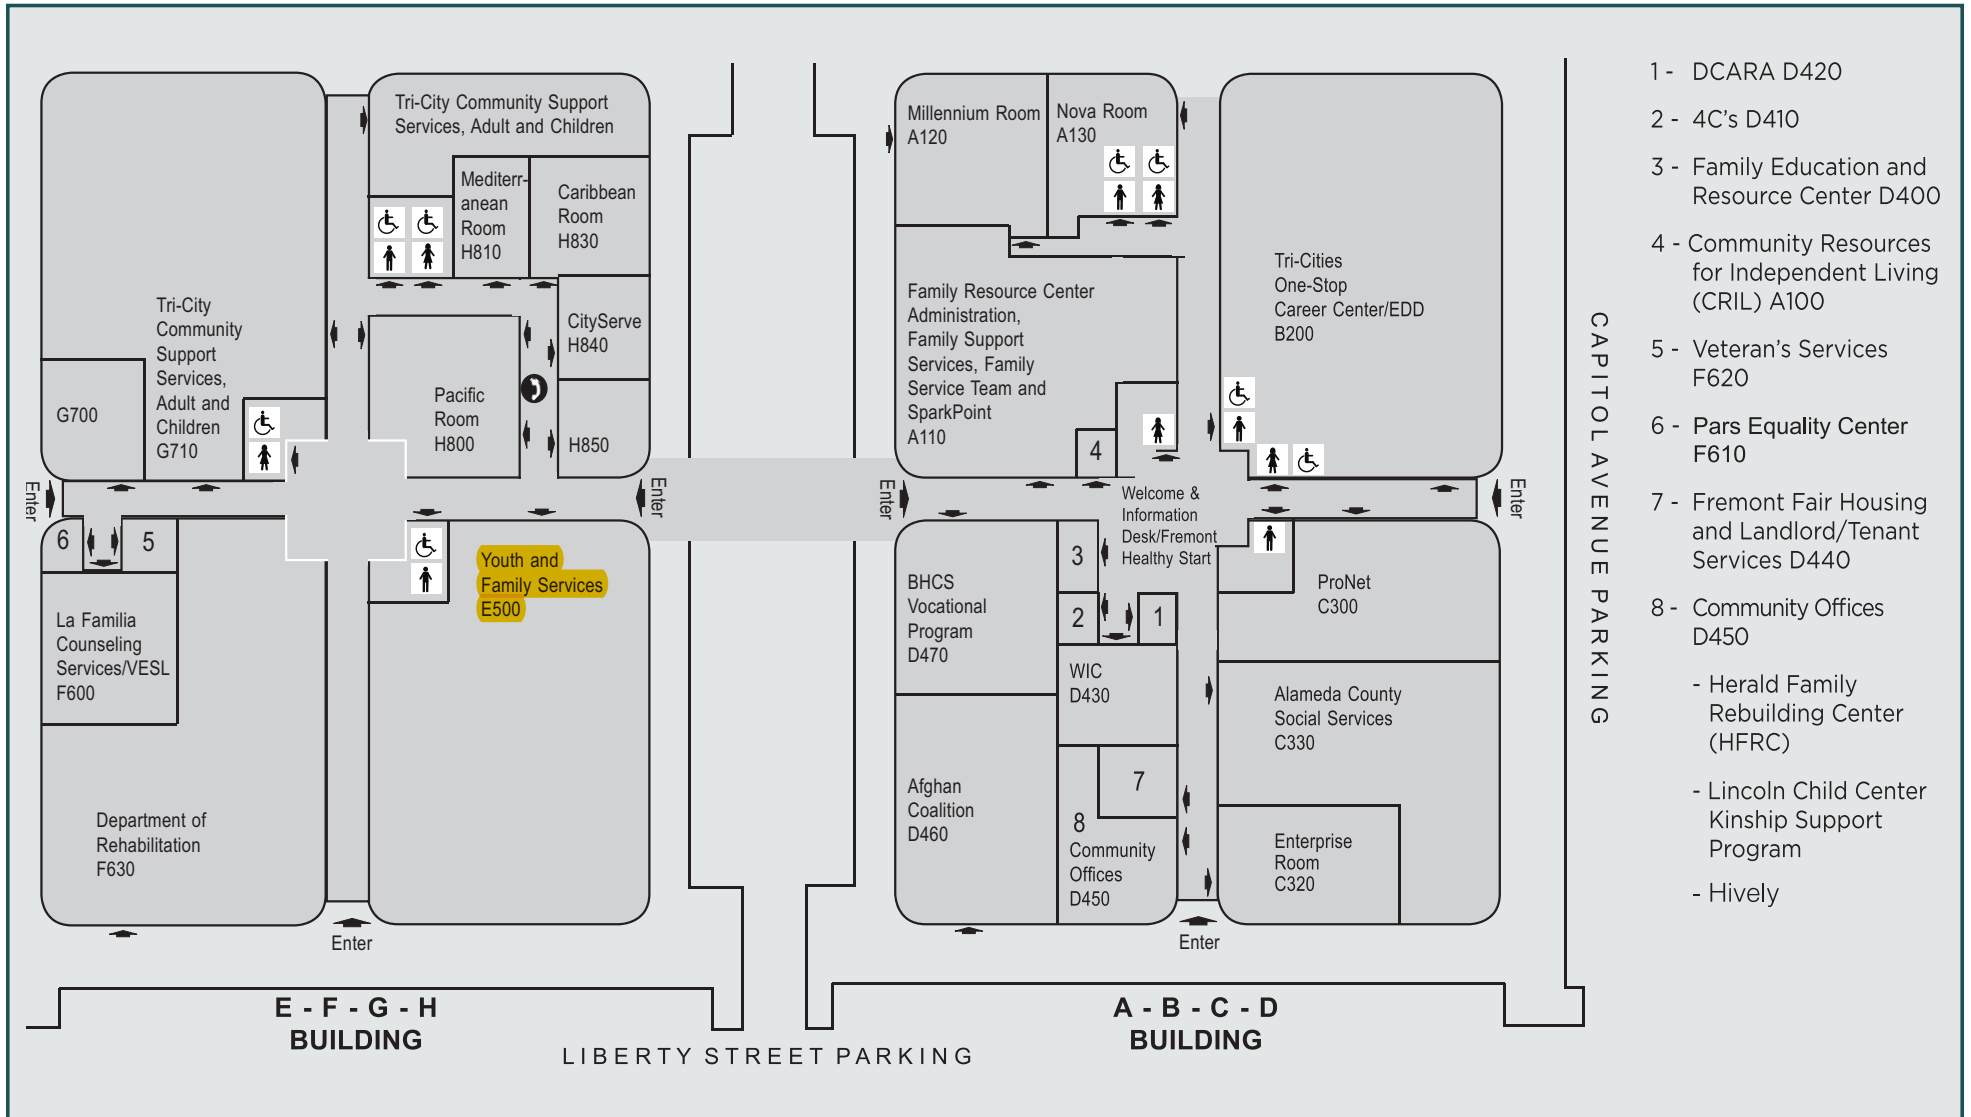 Tri-City Community Support
Services, Adult and Children
Mediterr-
anean
Room
H810
Caribbean
Room
H830
Tri-City
Community
Support
Services,
Adult and
Children
G710
G700
CityServe
H840
Pacific
Room
H800
H850
Enter
Enter
6
5
Youth and
Family Services
E500
La Familia
Counseling
Services/VESL
F600
Department of
Rehabilitation
F630
Enter
E - F - G - H
BUILDING
Millennium Room
A120
Nova Room
A130
Family Resource Center
Administration,
Family Support
Services, Family
Service Team and
SparkPoint
A110
4
Tri-Cities
One-Stop
Career Center/EDD
B200
Enter
Enter
Welcome &
Information
Desk/Fremont
Healthy Start
3
2
1
BHCS
Vocational
Program
D470
WIC
D430
ProNet
C300
Alameda County
Social Services
C330
Afghan
Coalition
D460
7
8
Community
Offices
D450
Enterprise
Room
C320
Enter
A - B - C - D
BUILDING
LIBERTY STREET PARKING
CAPITOL AVENUE PARKING
1 - DCARA D420
2 - 4C's D410
3 - Family Education and
Resource Center D400
4 - Community Resources
for Independent Living
(CRIL) A100
5 - Veteran's Services
F620
6 - Pars Equality Center
F610
7 - Fremont Fair Housing
and Landlord/Tenant
Services D440
8 - Community Offices
D450
- Herald Family
Rebuilding Center
(HFRC)
- Lincoln Child Center
Kinship Support
Program
- Hively